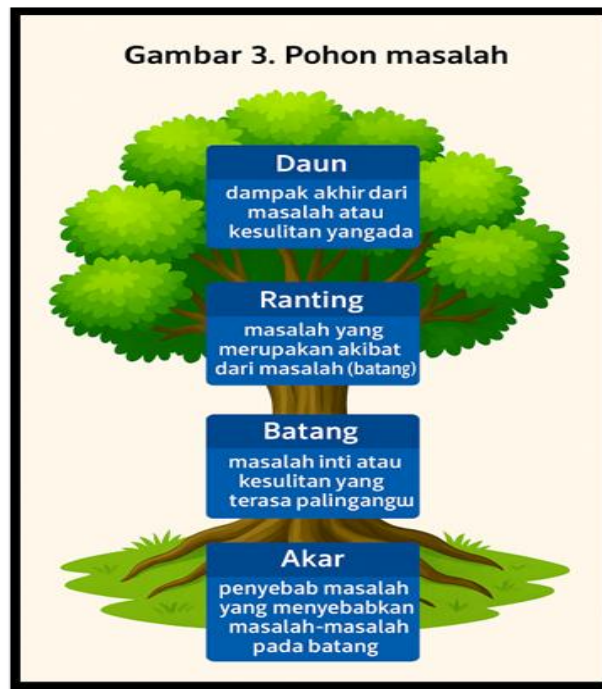 Gambar 3. Pohon masalah
Daun
dampak akhir dari
masalah atau
kesulitan yangada
Ranting
masalah yang
merupakan akibat
dari masalah (batang)
Batang
masalah inti atau
kesulitan yang
terasa palingangɯ
Akar
penyebab masalah
yang menyebabkan
masalah-masalah
pada batang